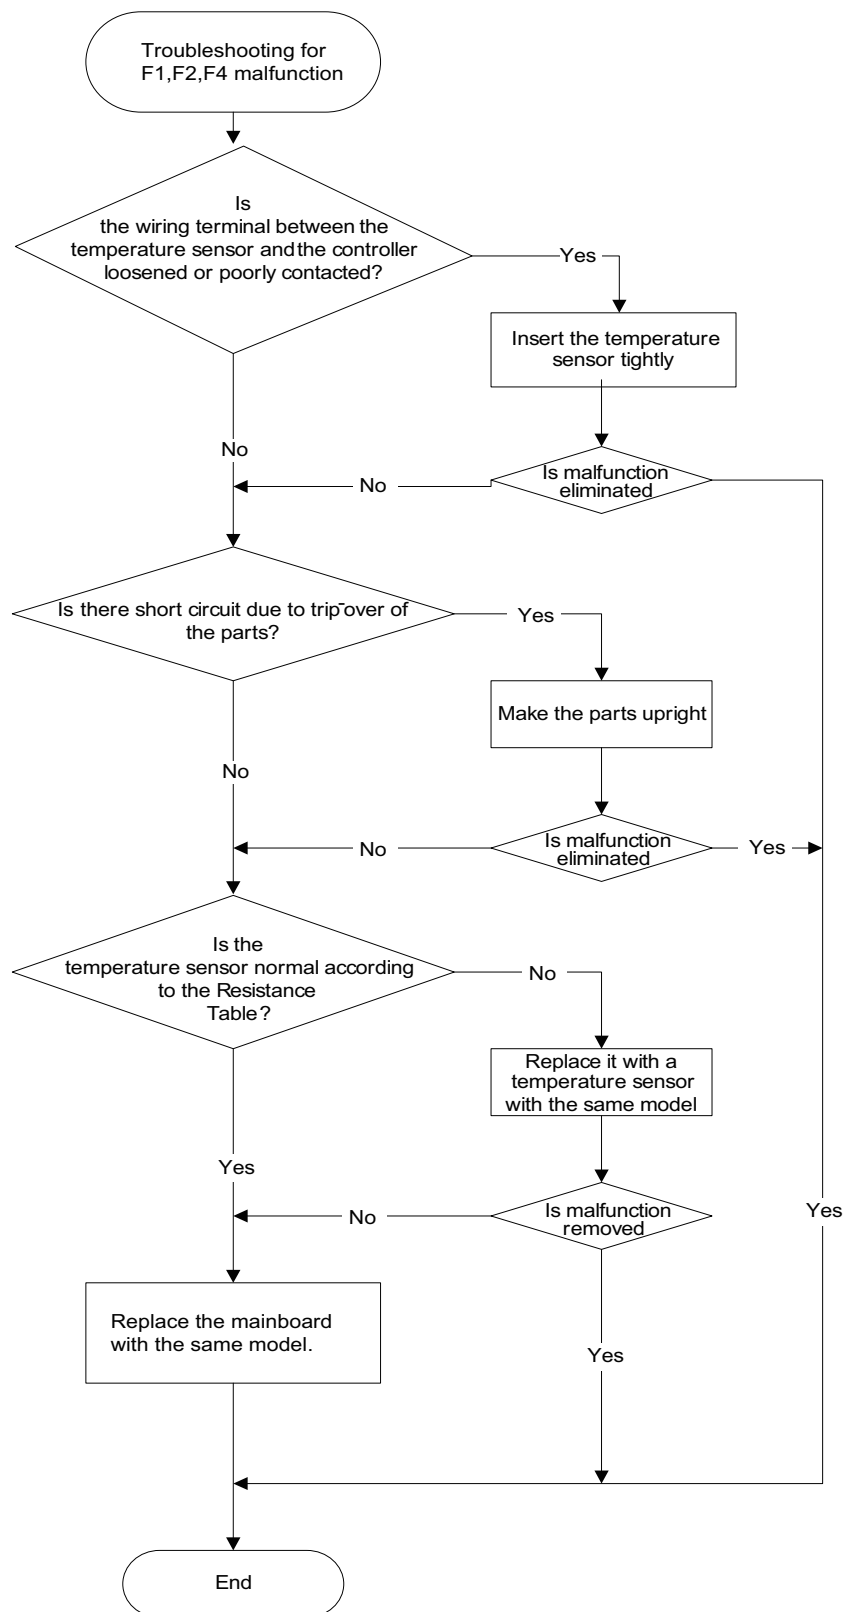 Troubleshooting for
F1,F2,F4 malfunction
Is
the wiring terminal between the
temperature sensor and the controller
loosened or poorly contacted?
Yes
Insert the temperature
sensor tightly
No
Is malfunction
eliminated
No
Is there short circuit due to trip-over of
the parts?
Yes
Make the parts upright
No
Is malfunction
eliminated
No
Yes
Is the
temperature sensor normal according
to the Resistance
Table?
No
Replace it with a
temperature sensor
with the same model
Yes
Is malfunction
removed
No
Yes
Replace the mainboard
with the same model.
Yes
End